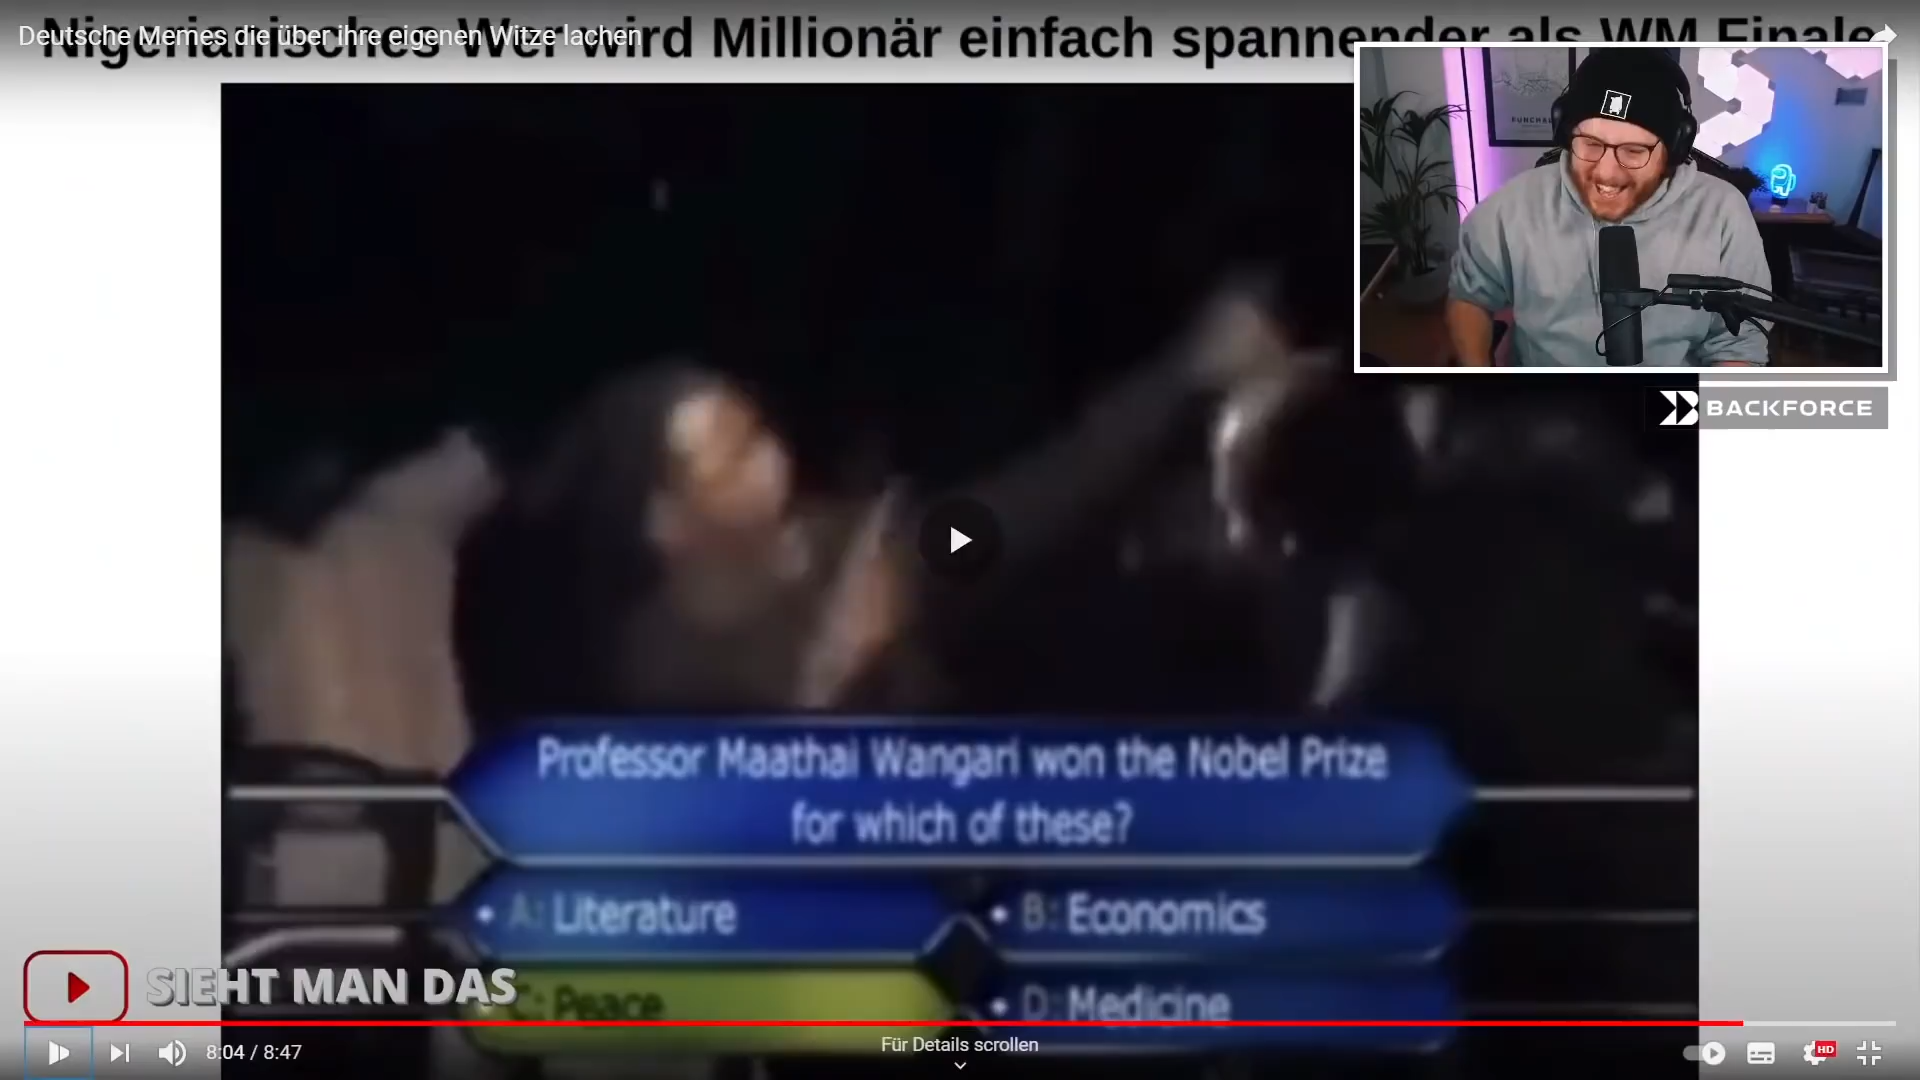 Nigerianisches Wer wird Millionär einfach spannender als WM Finale
Deutsche Memes die über ihre eigenen Witze lachen
FUNCHAL
BACKFORCE
Professor Maathai Wangari won the Nobel Prize
for which of these?
A: Literature
B: Economics
C: Peace
D: Medicine
SIEHT MAN DAS
8:04 / 8:47
Für Details scrollen
HD